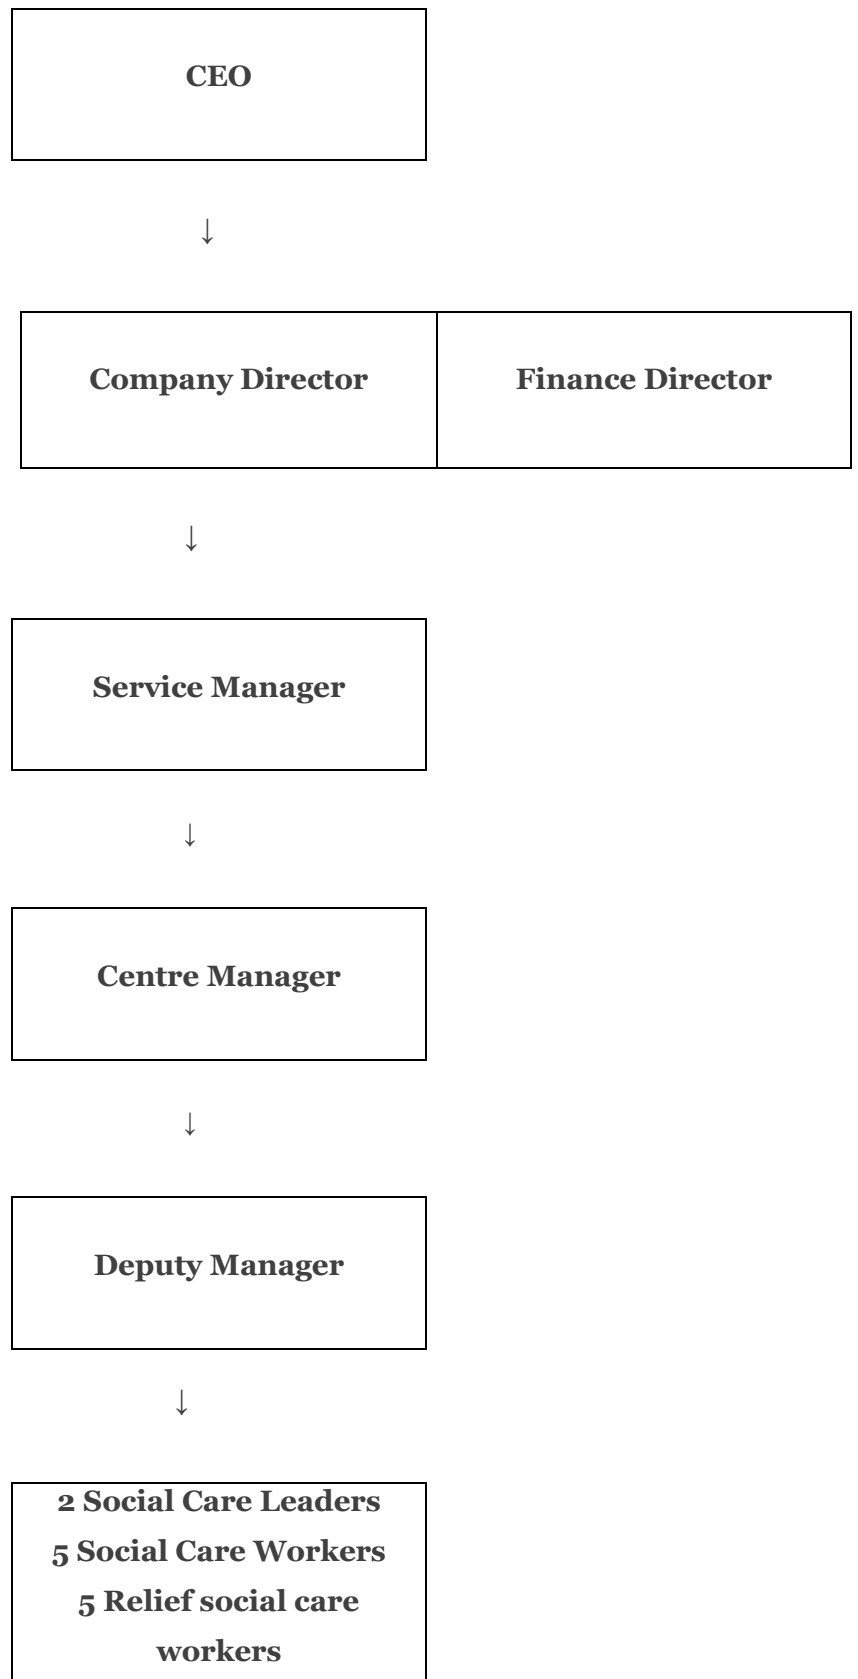 CEO
↓
Company Director Finance Director
↓
Service Manager
↓
Centre Manager
↓
Deputy Manager
↓
2 Social Care Leaders
5 Social Care Workers
5 Relief social care
workers